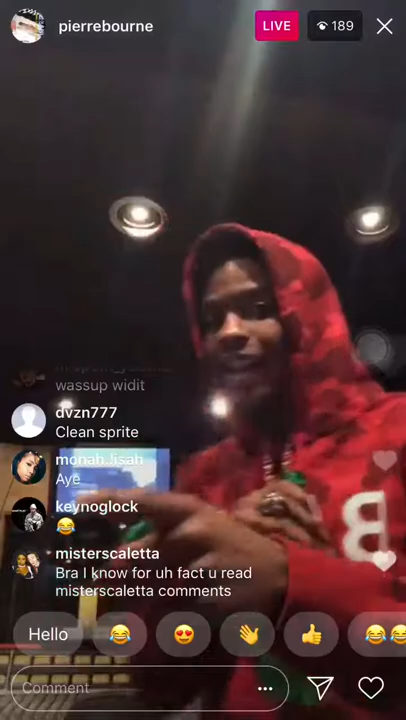 pierrebourne
LIVE
189
wassup widit
dvzn777
Clean sprite
monah.lisah
Aye
keynoglock
😂
misterscaletta
Bra I know for uh fact u read
misterscaletta comments
Hello 😂 😍 👋 👍 😂😂
Comment
B